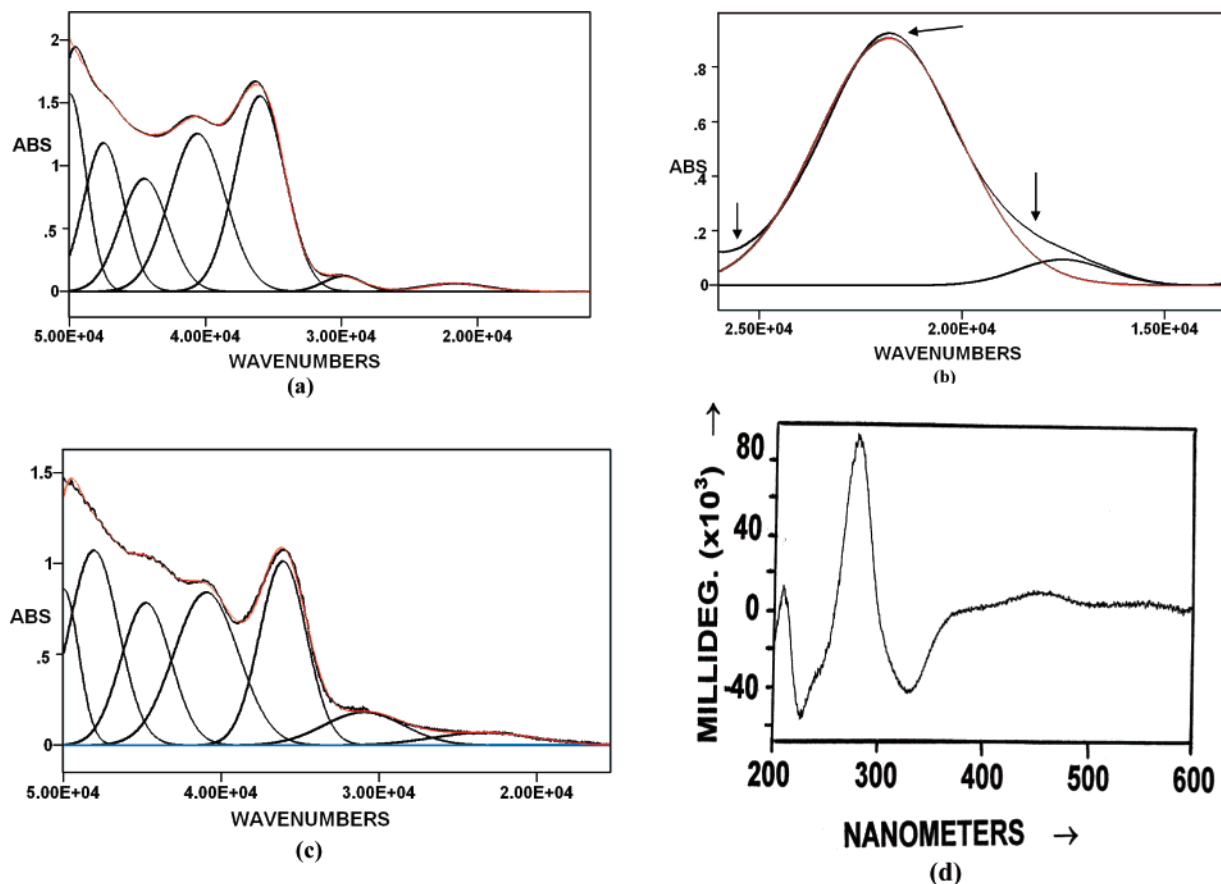 2
1.5
ABS
1
.5
0
5.00E+04 4.00E+04 3.00E+04 2.00E+04
WAVENUMBERS
(a)
.8
.6
ABS .4
.2
0
2.50E+04 2.00E+04 1.50E+04
WAVENUMBERS
(b)
1.5
1
ABS
.5
0
5.00E+04 4.00E+04 3.00E+04 2.00E+04
WAVENUMBERS
(c)
MILLIDEG. (x10³) →
80
40
0
-40
200 300 400 500 600
NANOMETERS →
(d)